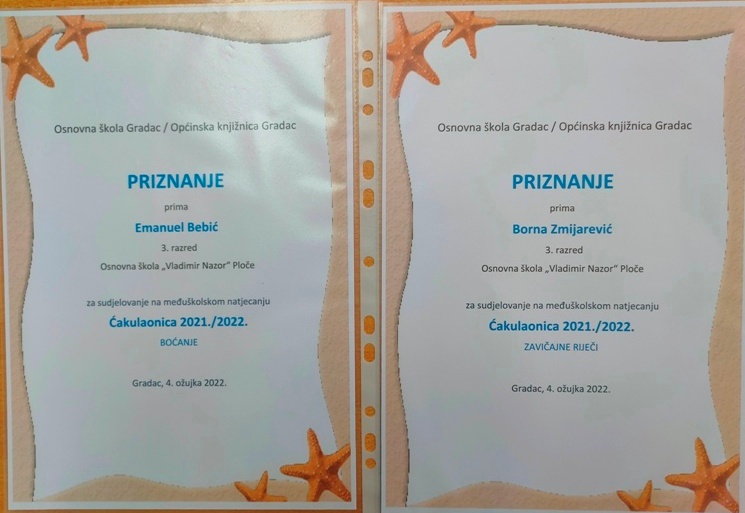 Osnovna škola Gradac / Općinska knjižnica Gradac
PRIZNANJE
prima
Emanuel Bebić
3. razred
Osnovna škola „Vladimir Nazor" Ploče
za sudjelovanje na međuškolskom natjecanju
Ćakulaonica 2021./2022.
BOĆANJE
Gradac, 4. ožujka 2022.
Osnovna škola Gradac / Općinska knjižnica Gradac
PRIZNANJE
prima
Borna Zmijarević
3. razred
Osnovna škola „Vladimir Nazor" Ploče
za sudjelovanje na međuškolskom natjecanju
Ćakulaonica 2021./2022.
ZAVIČAJNE RIJEČI
Gradac, 4. ožujka 2022.